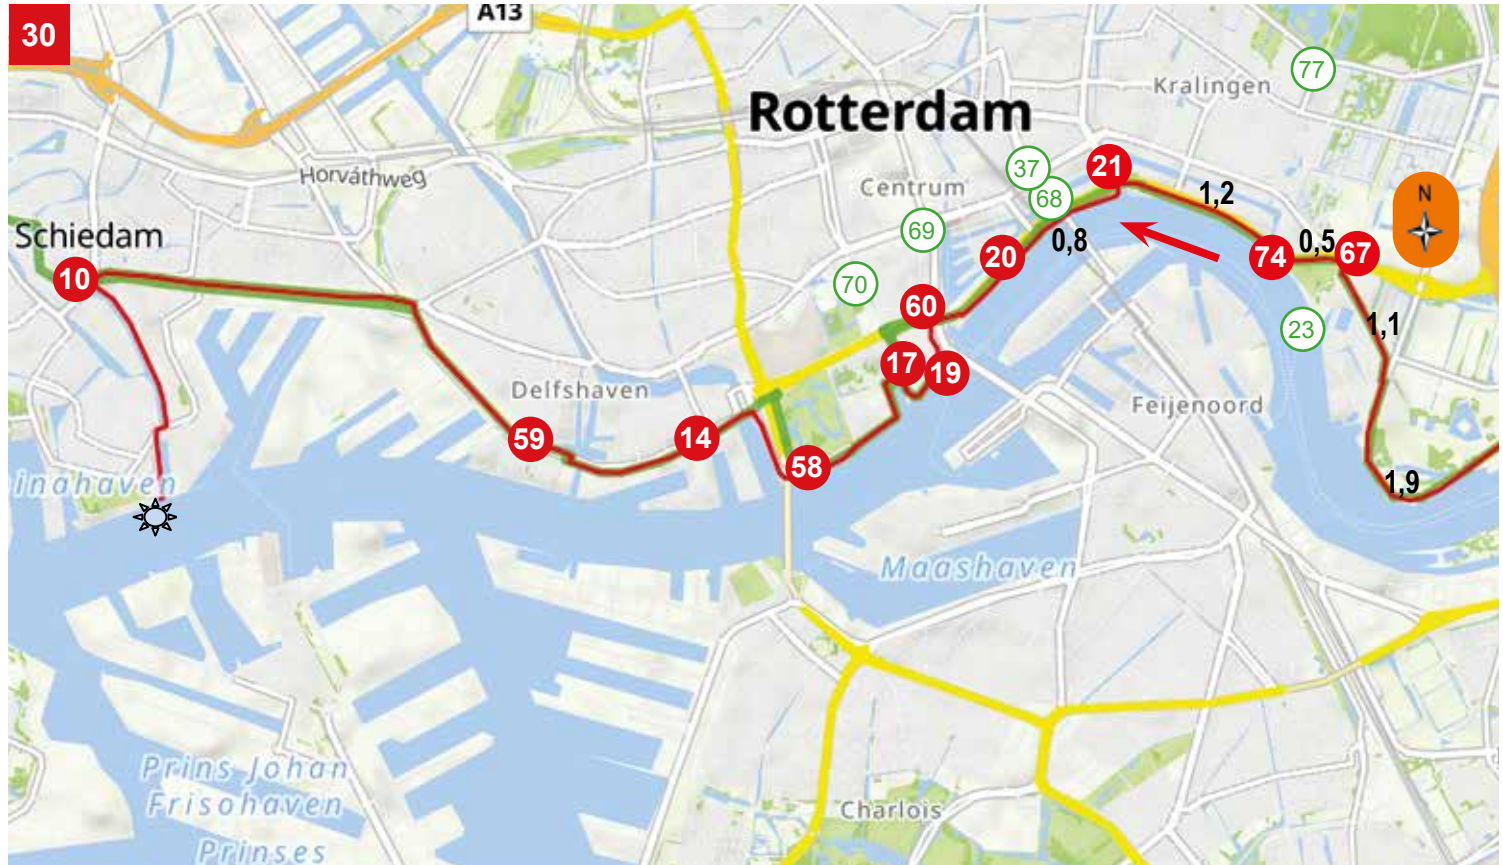 30
A13
77
Kralingen
Rotterdam
21
37
Horváthweg
Centrum
68
1,2
N
69
0,8
0,5
67
Schiedam
20
74
10
70
60
23
1,1
17
19
Delfshaven
Feijenoord
59
14
58
inahaven
1,9
Maashaven
Prins Johan
Frisohaven
Charlois
Prinses